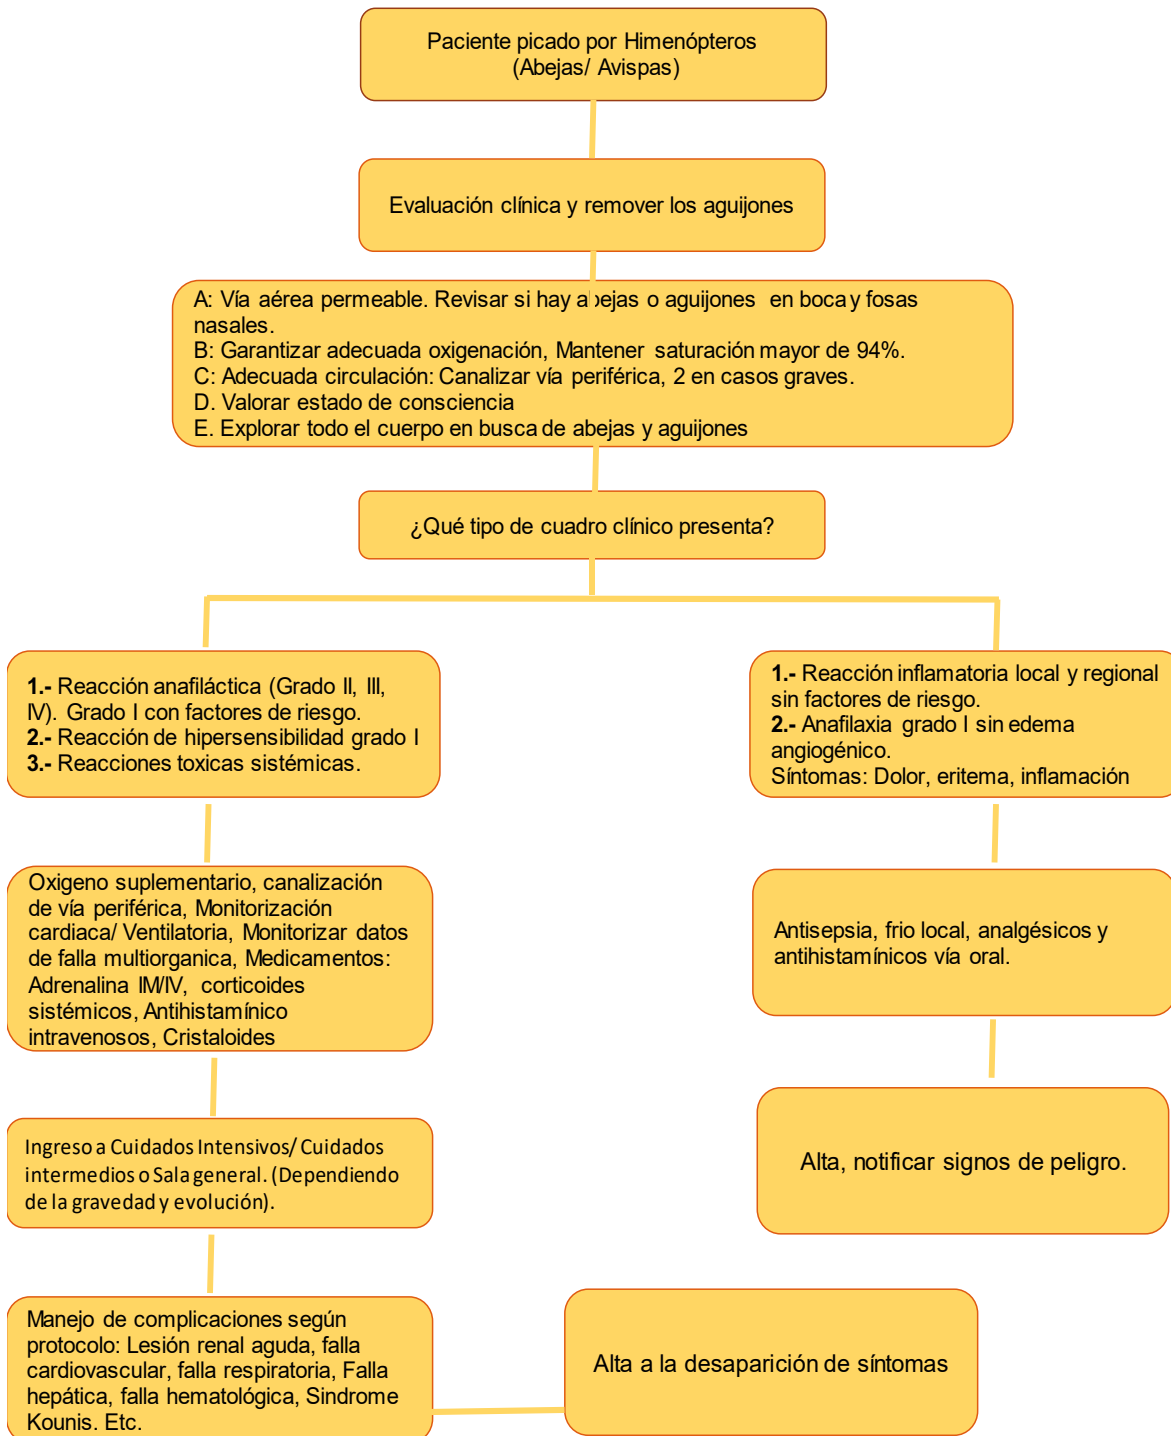 Paciente picado por Himenópteros
(Abejas/ Avispas)
Evaluación clínica y remover los aguijones
A: Vía aérea permeable. Revisar si hay abejas o aguijones en boca y fosas
nasales.
B: Garantizar adecuada oxigenación, Mantener saturación mayor de 94%.
C: Adecuada circulación: Canalizar vía periférica, 2 en casos graves.
D. Valorar estado de consciencia
E. Explorar todo el cuerpo en busca de abejas y aguijones
¿Qué tipo de cuadro clínico presenta?
1.- Reacción anafiláctica (Grado II, III,
IV). Grado I con factores de riesgo.
2.- Reacción de hipersensibilidad grado I
3.- Reacciones toxicas sistémicas.
1.- Reacción inflamatoria local y regional
sin factores de riesgo.
2.- Anafilaxia grado I sin edema
angiogénico.
Síntomas: Dolor, eritema, inflamación
Oxigeno suplementario, canalización
de vía periférica, Monitorización
cardiaca/ Ventilatoria, Monitorizar datos
de falla multiorganica, Medicamentos:
Adrenalina IM/IV, corticoides
sistémicos, Antihistamínico
intravenosos, Cristaloides
Antisepsia, frio local, analgésicos y
antihistamínicos vía oral.
Ingreso a Cuidados Intensivos/ Cuidados
intermedios o Sala general. (Dependiendo
de la gravedad y evolución).
Alta, notificar signos de peligro.
Manejo de complicaciones según
protocolo: Lesión renal aguda, falla
cardiovascular, falla respiratoria, Falla
hepática, falla hematológica, Sindrome
Kounis. Etc.
Alta a la desaparición de síntomas